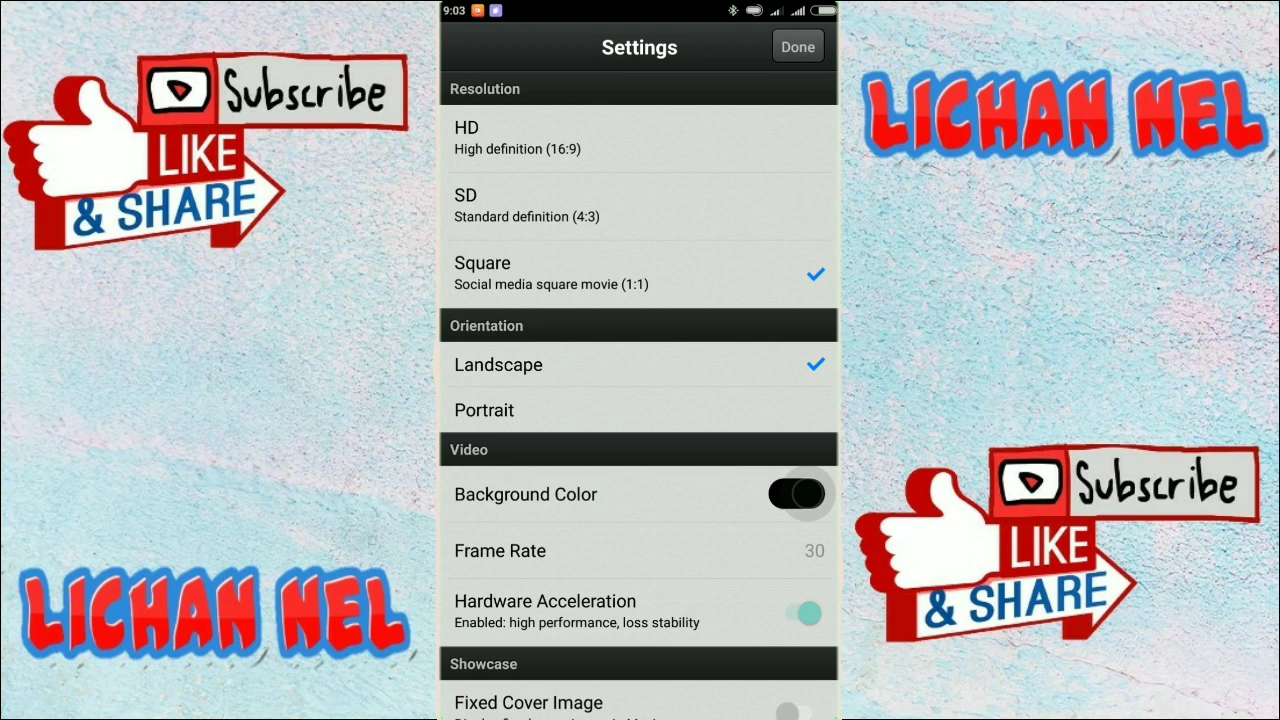 Subscribe
LIKE
& SHARE
LICHAN NEL
9:03
Settings
Done
Resolution
HD
High definition (16:9)
SD
Standard definition (4:3)
Square
Social media square movie (1:1)
Orientation
Landscape
Portrait
Video
Background Color
Frame Rate
30
Hardware Acceleration
Enabled: high performance, loss stability
Showcase
Fixed Cover Image
LICHAN NEL
Subscribe
LIKE
& SHARE